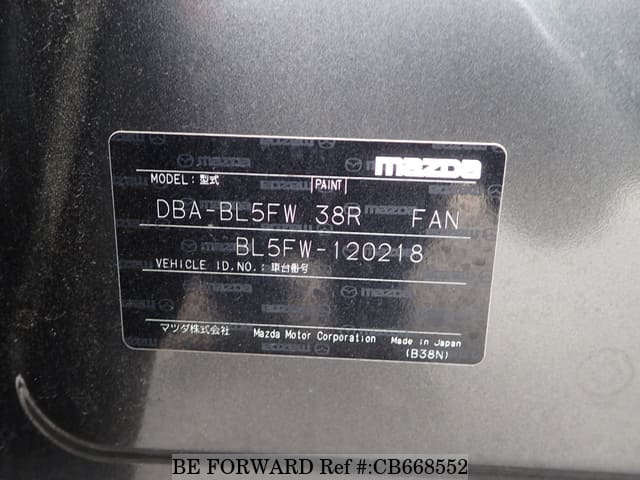 mazda
MODEL : 型式 PAINT
DBA-BL5FW 38R FAN
BL5FW-120218
VEHICLE ID.NO. : 車台番号
マツダ株式会社 Mazda Motor Corporation Made in Japan
(B38N)
BE FORWARD Ref #:CB668552